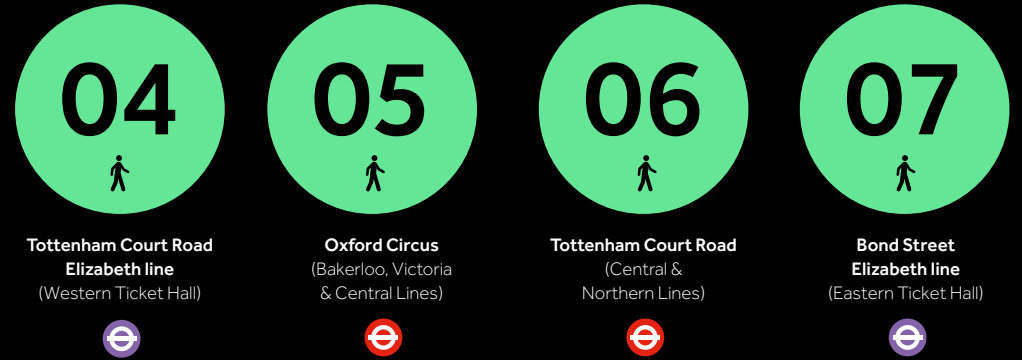 04
Tottenham Court Road
Elizabeth line
(Western Ticket Hall)
05
Oxford Circus
(Bakerloo, Victoria
& Central Lines)
06
Tottenham Court Road
(Central &
Northern Lines)
07
Bond Street
Elizabeth line
(Eastern Ticket Hall)